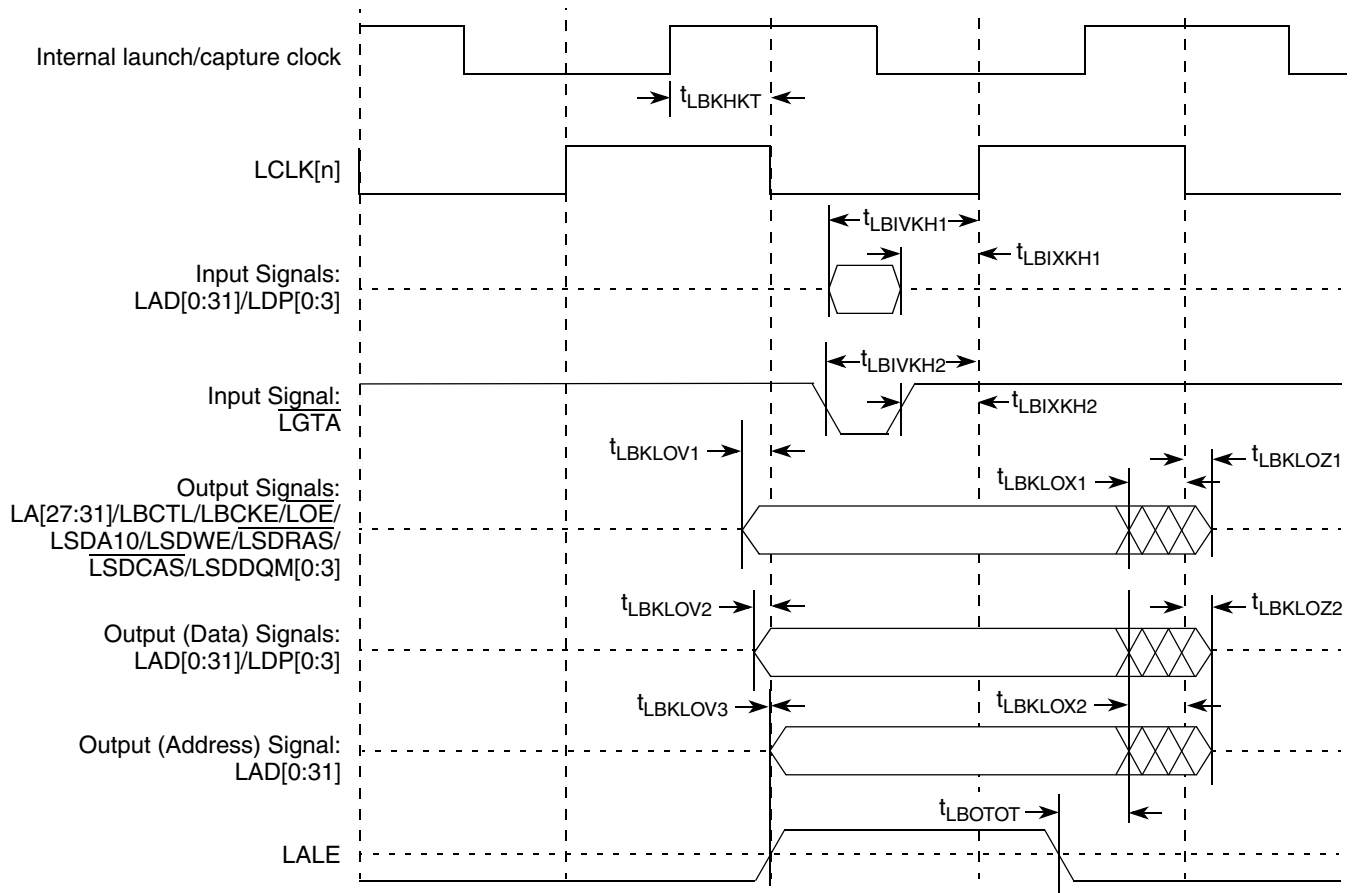 Internal launch/capture clock
tLBKHKT
LCLK[n]
tLBIVKH1
tLBIXKH1
Input Signals:
LAD[0:31]/LDP[0:3]
tLBIVKH2
Input Signal:
LGTA
tLBIXKH2
tLBKLOV1
tLBKLOZ1
tLBKLOX1
Output Signals:
LA[27:31]/LBCTL/LBCKE/LOE/
LSDA10/LSDWE/LSDRAS/
LSDCAS/LSDDQM[0:3]
tLBKLOV2
tLBKLOZ2
Output (Data) Signals:
LAD[0:31]/LDP[0:3]
tLBKLOV3
tLBKLOX2
Output (Address) Signal:
LAD[0:31]
tLBOTOT
LALE